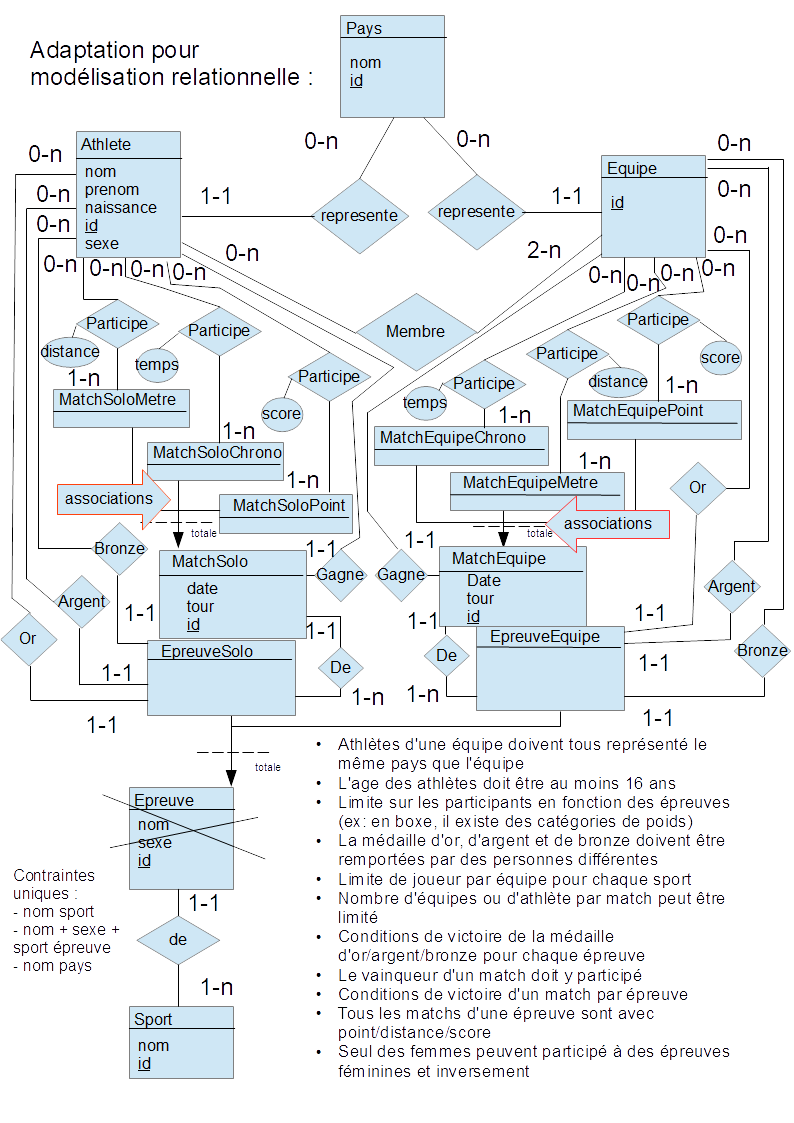 Adaptation pour
modélisation relationnelle :
Pays
nom
id
0-n
0-n
Athlete
nom
prenom
naissance
id
sexe
0-n
0-n
0-n
0-n
0-n
0-n
0-n
0-n
1-1
represente
represente
1-1
Equipe
id
0-n
0-n
0-n
2-n
0-n
0-n
0-n
0-n
Membre
Participe
distance
1-n
MatchSoloMetre
Participe
temps
1-n
MatchSoloChrono
Participe
score
1-n
MatchSoloPoint
Participe
temps
1-n
MatchEquipeChrono
Participe
distance
1-n
MatchEquipeMetre
Participe
score
1-n
MatchEquipePoint
associations
totale
associations
totale
Bronze
Argent
Or
MatchSolo
date
tour
id
1-1
Gagne
Gagne
1-1
MatchEquipe
Date
tour
id
Or
Argent
Bronze
1-1
1-1
1-1
EpreuveSolo
1-1
De
1-n
1-1
De
1-n
EpreuveEquipe
1-1
1-1
1-1
totale
Epreuve
nom
sexe
id
1-1
de
1-n
Sport
nom
id
Contraintes
uniques :
- nom sport
- nom + sexe +
sport épreuve
- nom pays
• Athlètes d'une équipe doivent tous représenté le
même pays que l'équipe
• L'age des athlètes doit être au moins 16 ans
• Limite sur les participants en fonction des épreuves
(ex: en boxe, il existe des catégories de poids)
• La médaille d'or, d'argent et de bronze doivent être
remportées par des personnes différentes
• Limite de joueur par équipe pour chaque sport
• Nombre d'équipes ou d'athlète par match peut être
limité
• Conditions de victoire de la médaille
d'or/argent/bronze pour chaque épreuve
• Le vainqueur d'un match doit y participé
• Conditions de victoire d'un match par épreuve
• Tous les matchs d'une épreuve sont avec
point/distance/score
• Seul des femmes peuvent participé à des épreuves
féminines et inversement